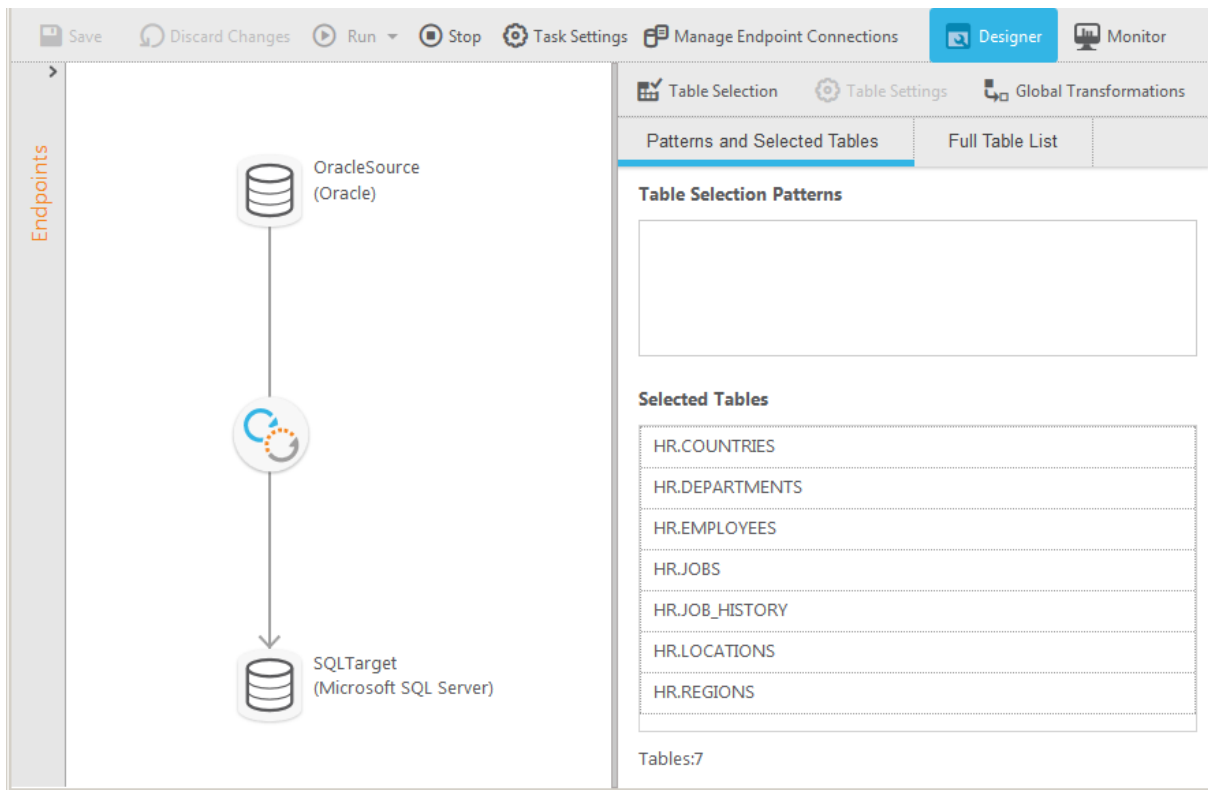 Save Discard Changes Run Stop Task Settings Manage Endpoint Connections Designer Monitor
Endpoints
OracleSource
(Oracle)
SQLTarget
(Microsoft SQL Server)
Table Selection Table Settings Global Transformations
Patterns and Selected Tables Full Table List
Table Selection Patterns
Selected Tables
HR.COUNTRIES
HR.DEPARTMENTS
HR.EMPLOYEES
HR.JOBS
HR.JOB_HISTORY
HR.LOCATIONS
HR.REGIONS
Tables:7